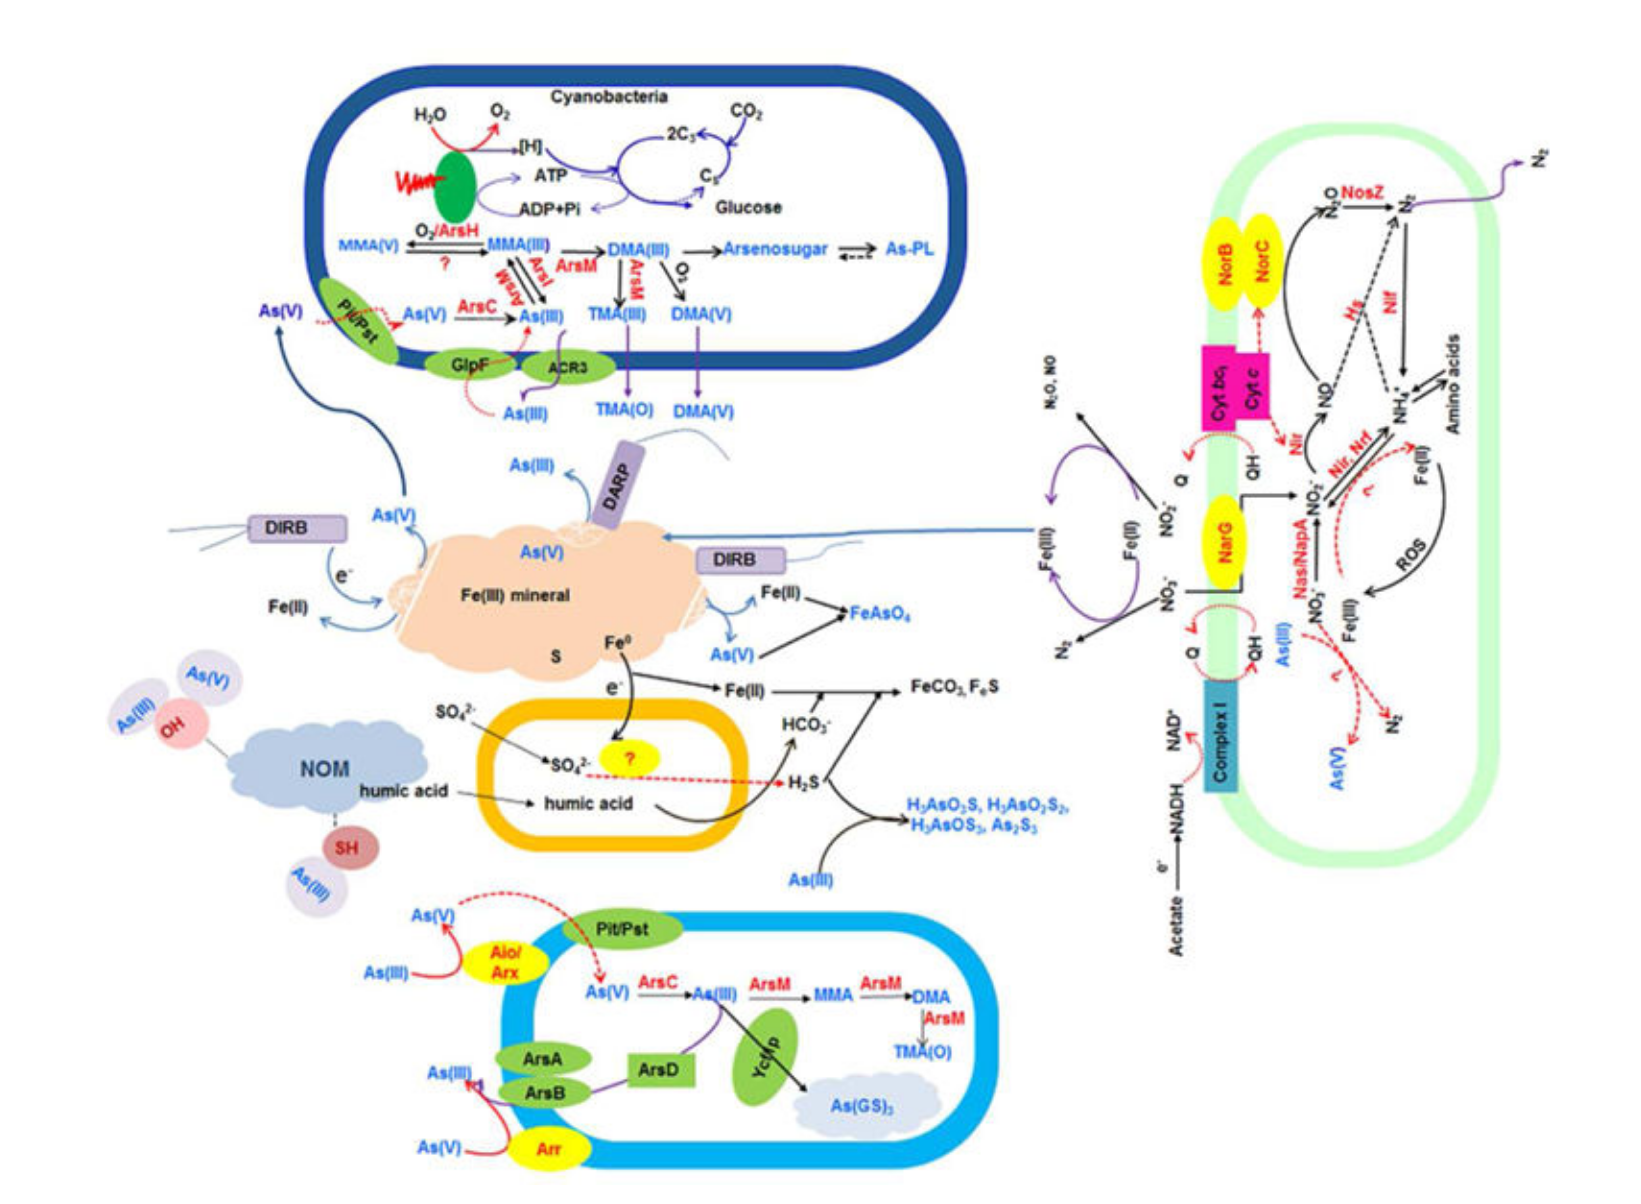 Cyanobacteria
H₂O
O₂
CO₂
[H]
2C₃
ATP
C₅
ADP+Pi
Glucose
O₂/ArsH
MMA(V)
MMA(III)
DMA(III)
Arsenosugar
As-PL
?
ArsM
ArsI
ArsM
ArsM
O₂
As(V)
Pit/Pst
As(V)
ArsC
As(III)
TMA(III)
DMA(V)
GlpF
ACR3
As(III)
TMA(O)
DMA(V)
As(III)
DARP
As(V)
DIRB
As(V)
DIRB
e⁻
Fe(II)
Fe(III) mineral
Fe(II)
FeAsO₄
As(V)
S
Fe⁰
e⁻
Fe(II)
FeCO₃, FeS
As(V)
As(III)
OH
NOM
humic acid
SH
As(III)
SO₄²⁻
SO₄²⁻
?
HCO₃⁻
H₂S
humic acid
H₃AsO₃S, H₃AsO₂S₂,
H₃AsOS₃, As₂S₃
As(III)
As(V)
As(III)
Aio/
Arx
Pit/Pst
As(V)
ArsC
As(III)
ArsM
MMA
ArsM
DMA
ArsM
TMA(O)
ArsA
ArsB
ArsD
Ycf1p
As(GS)₃
As(III)
As(V)
Arr
N₂
N₂O
NosZ
N₂
NorB
NorC
Hs
Nif
Cyt.bc₁
Cyt.c
NO
NH₄⁺
Amino acids
N₂O, NO
Nir
Nir, Nrf
Fe(II)
Q
QH
NO₂⁻
NO₂⁻
?
Fe(III)
Fe(II)
NarG
Nas/NapA
ROS
NO₃⁻
NO₃⁻
Fe(III)
N₂
Q
QH
As(III)
?
N₂
As(V)
Complex I
NAD⁺
NADH
e⁻
Acetate